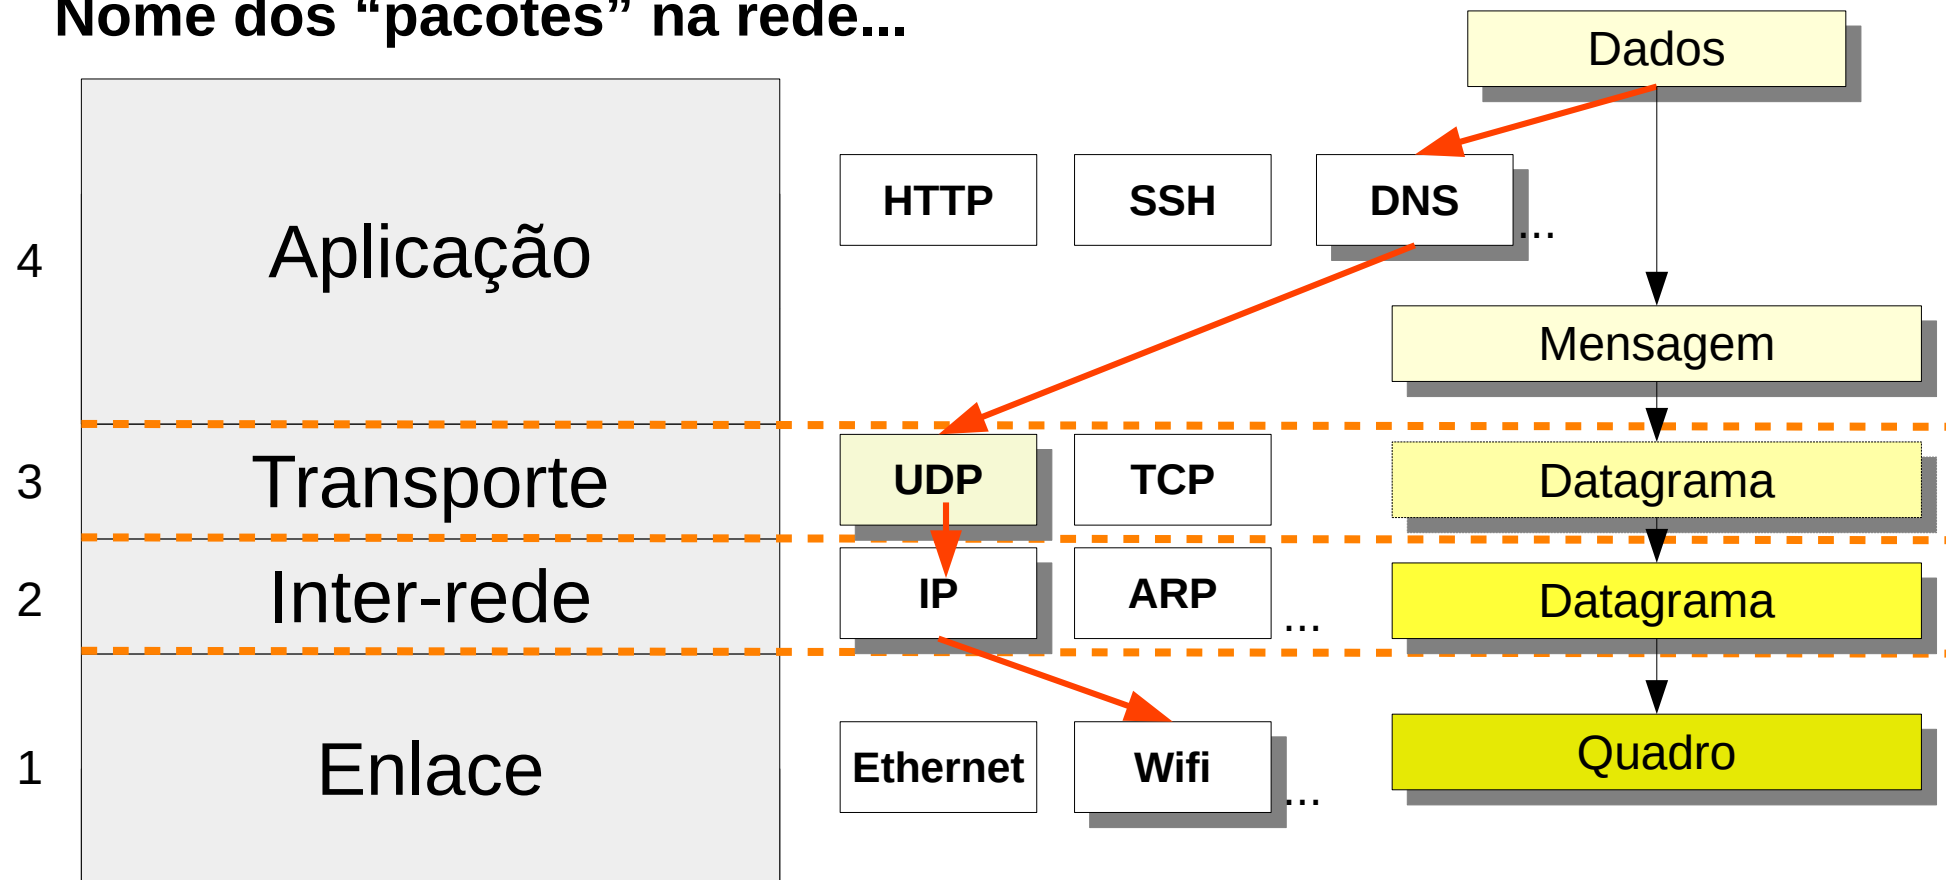 Nome dos “pacotes” na rede...
Dados
HTTP
SSH
DNS
...
4
Aplicação
Mensagem
3
Transporte
UDP
TCP
Datagrama
2
Inter-rede
IP
ARP
...
Datagrama
1
Enlace
Ethernet
Wifi
...
Quadro